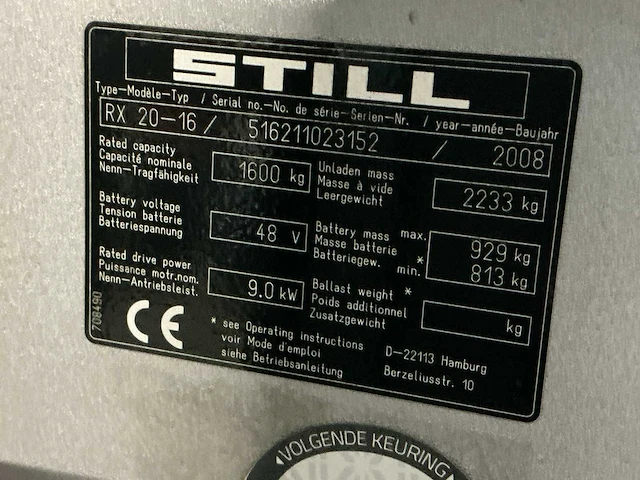 STILL
Type-Modèle-Typ / Serial no.-No. de série-Serien-Nr. / year-année-Baujahr
RX 20-16 / 516211023152 / 2008
Rated capacity
Capacité nominale
Nenn-Tragfähigkeit
1600 kg
Unladen mass
Masse à vide
Leergewicht
2233 kg
Battery voltage
Tension batterie
Batteriespannung
48 V
Battery mass max.
Masse batterie *
Batteriegew. min.
929 kg
813 kg
Rated drive power
Puissance motr.nom.
Nenn-Antriebsleist.
9.0 kW
Ballast weight *
Poids additionnel
Zusatzgewicht
kg
708490
CE
* see Operating instructions
voir Mode d'emploi
siehe Betriebsanleitung
D-22113 Hamburg
Berzeliusstr. 10
VOLGENDE KEURING